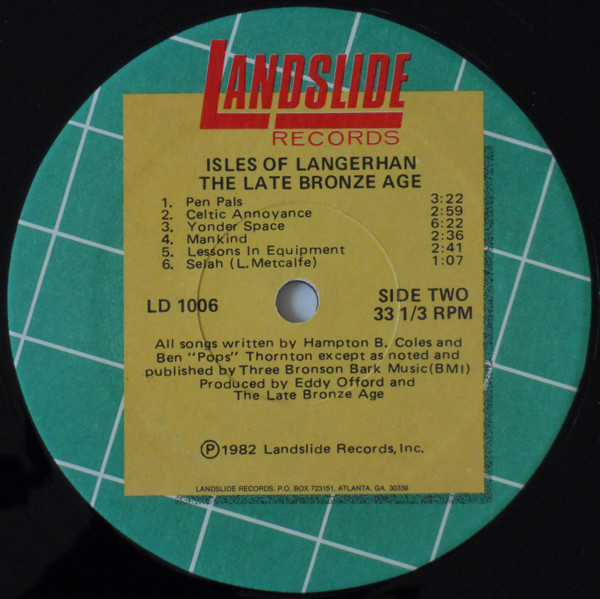 LANDSLIDE
RECORDS
ISLES OF LANGERHAN
THE LATE BRONZE AGE
1. Pen Pals 3:22
2. Celtic Annoyance 2:59
3. Yonder Space 6:22
4. Mankind 2:36
5. Lessons In Equipment 2:41
6. Selah (L. Metcalfe) 1:07
LD 1006
SIDE TWO
33 1/3 RPM
All songs written by Hampton B. Coles and
Ben "Pops" Thornton except as noted and
published by Three Bronson Bark Music(BMI)
Produced by Eddy Offord and
The Late Bronze Age
Ⓟ1982 Landslide Records, Inc.
LANDSLIDE RECORDS, P.O. BOX 723151, ATLANTA, GA. 30339